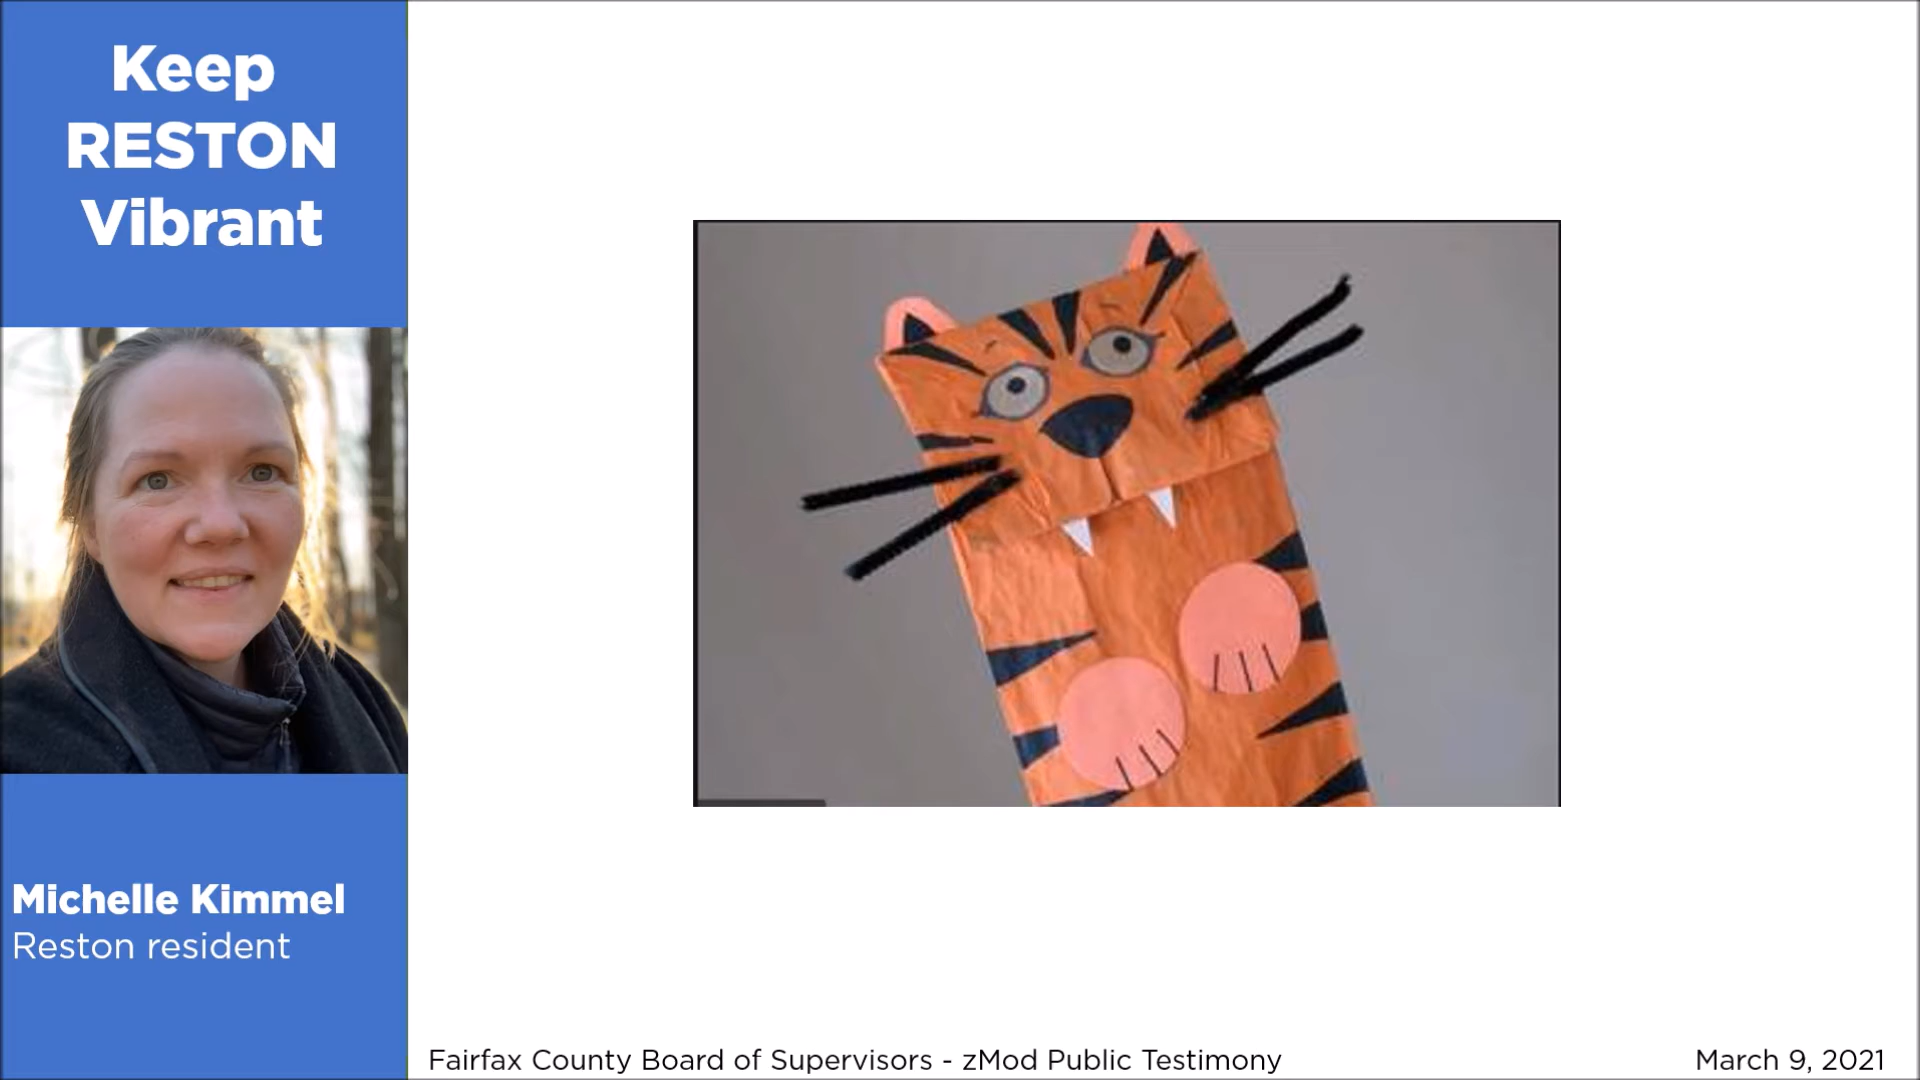 Keep
RESTON
Vibrant
Michelle Kimmel
Reston resident
Fairfax County Board of Supervisors - zMod Public Testimony
March 9, 2021